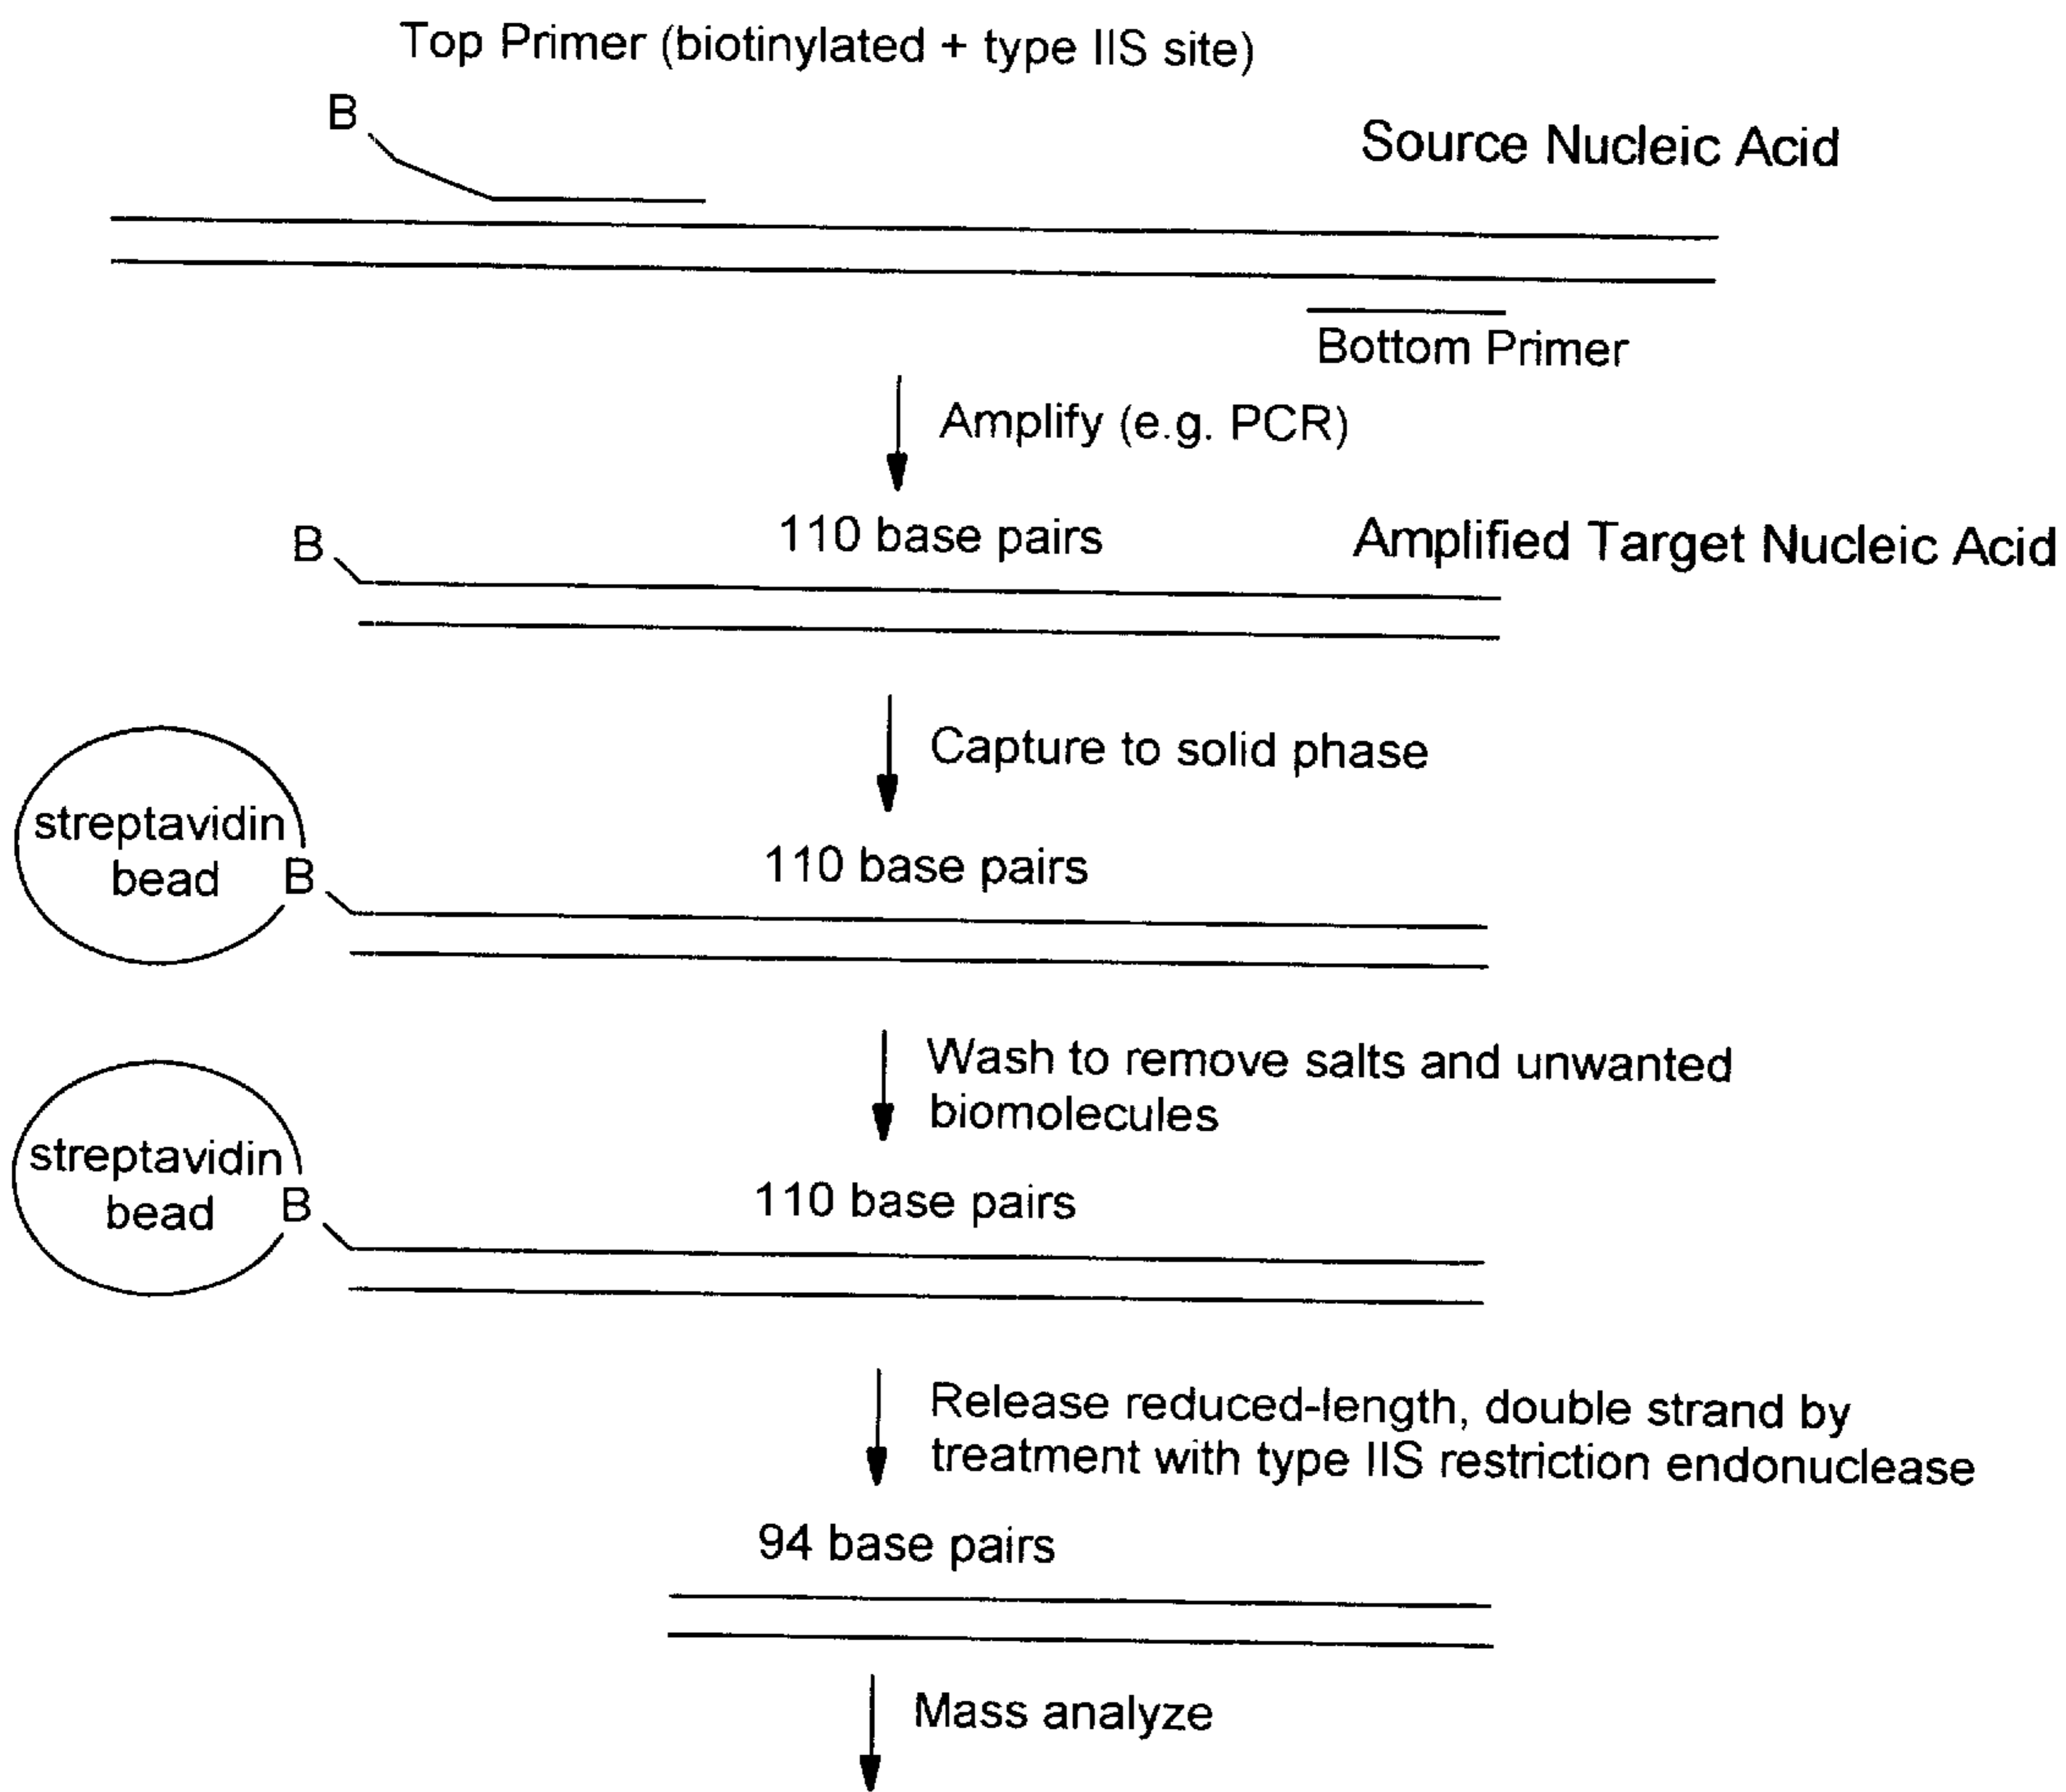 Top Primer (biotinylated + type IIS site)
B
Source Nucleic Acid
Bottom Primer
Amplify (e.g. PCR)
110 base pairs
B
Amplified Target Nucleic Acid
Capture to solid phase
streptavidin
bead
B
110 base pairs
Wash to remove salts and unwanted
biomolecules
streptavidin
bead
B
110 base pairs
Release reduced-length, double strand by
treatment with type IIS restriction endonuclease
94 base pairs
Mass analyze